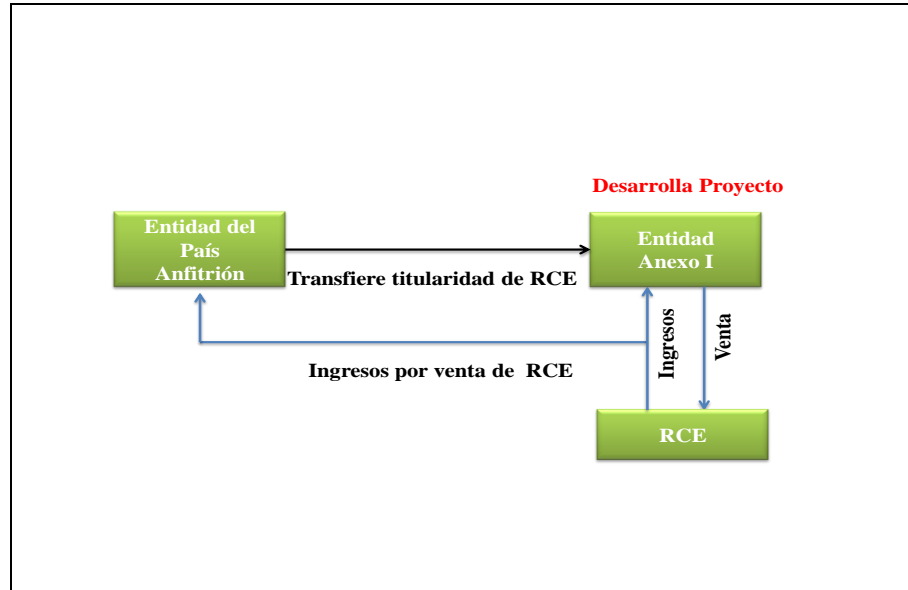 Desarrolla Proyecto
Entidad del
País
Anfitrión
Entidad
Anexo I
Transfiere titularidad de RCE
Ingresos
Venta
Ingresos por venta de RCE
RCE